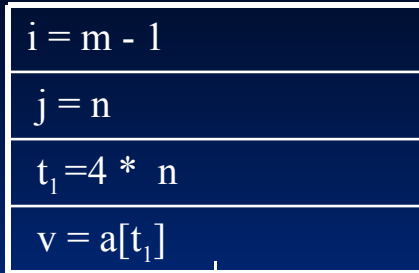 i = m - 1
j = n
t₁=4 * n
v = a[t₁]